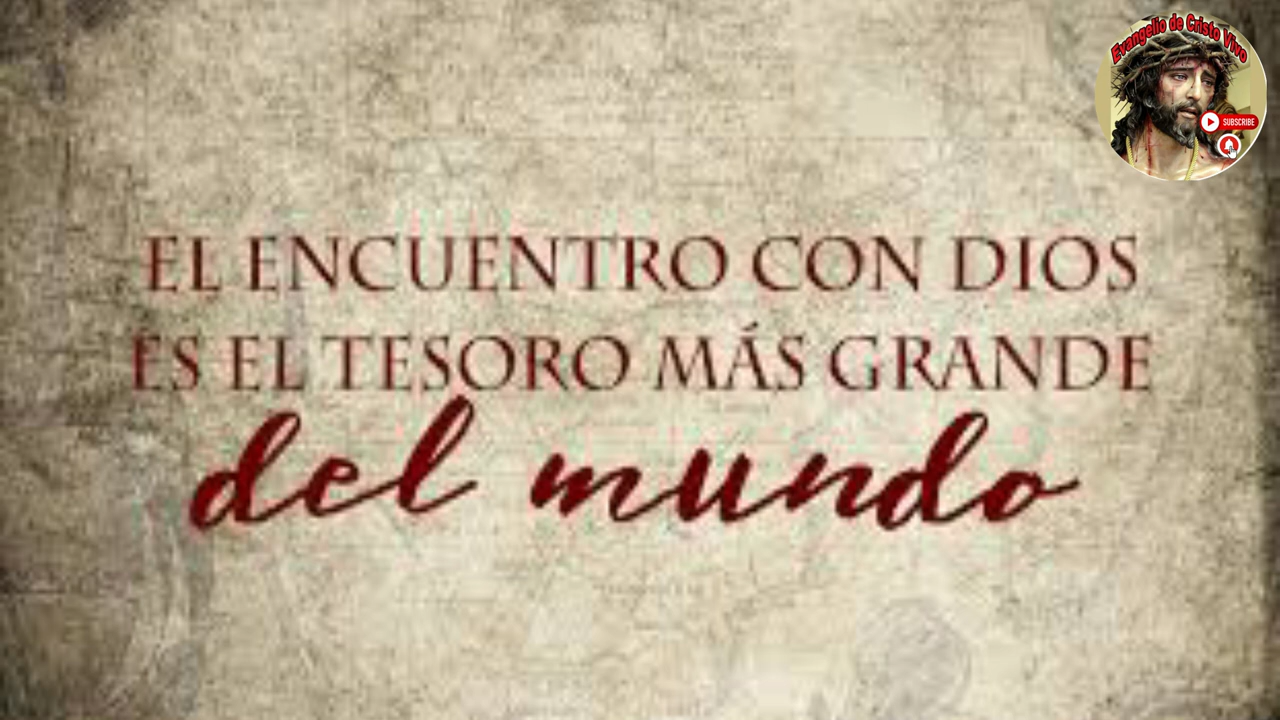 Evangelio de Cristo Vivo
SUBSCRIBE
EL ENCUENTRO CON DIOS
ES EL TESORO MÁS GRANDE
del mundo